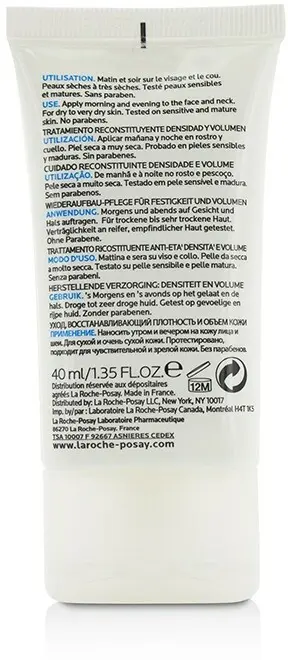 UTILISATION. Matin et soir sur le visage et le cou.
Peaux sèches à très sèches. Testé peaux sensibles
et matures. Sans paraben.
USE. Apply morning and evening to the face and neck.
For dry to very dry skin. Tested on sensitive and mature
skin. No parabens.
TRATAMIENTO RECONSTITUYENTE DENSIDAD Y VOLUMEN
UTILIZACIÓN. Aplicar mañana y noche en rostro y
cuello. Piel seca a muy seca. Probado en pieles sensibles
y maduras. Sin parabenes.
CUIDADO RECONSTITUINTE DENSIDADE E VOLUME
UTILIZAÇÃO. De manhã e à noite no rosto e pescoço.
Pele seca a muito seca. Testado em pele sensível e madura.
Sem parabenos.
WIEDERAUFBAU-PFLEGE FÜR FESTIGKEIT UND VOLUMEN
ANWENDUNG. Morgens und abends auf Gesicht und
Hals auftragen. Für trockene bis sehr trockene Haut.
Verträglichkeit an reifer, empfindlicher Haut getestet.
Ohne Parabene.
TRATTAMENTO RICOSTITUENTE ANTI-ETA' DENSITA' E VOLUME
MODO D'USO. Mattina e sera su viso e collo. Pelle da secca
a molto secca. Testato su pelle sensibile e pelle matura.
Senza parabeni.
HERSTELLENDE VERZORGING: DENSITEIT EN VOLUME
GEBRUIK. 's Morgens en 's avonds op het gelaat en de
hals. Droge tot zeer droge huid. Getest op gevoelige en
rijpe huid. Zonder parabenen.
УХОД, ВОССТАНАВЛИВАЮЩИЙ ПЛОТНОСТЬ И ОБЪЕМ КОЖИ
ПРИМЕНЕНИЕ. Наносить утром и вечером на кожу лица и
шеи. Для сухой и очень сухой кожи. Протестировано,
подходит для чувствительной и зрелой кожи. Без парабенов.
40 ml/1.35 FL.OZ. e
12M
Distribution réservée aux dépositaires
agréés La Roche-Posay. Made in France.
Distributed by: La Roche-Posay LLC, New York, NY 10017
Imp. by/par : Laboratoire La Roche-Posay Canada, Montréal H4T 1K5
La Roche-Posay Laboratoire Pharmaceutique
86270 La Roche-Posay. France
TSA 10007 F 92667 ASNIERES CEDEX
www.laroche-posay.com